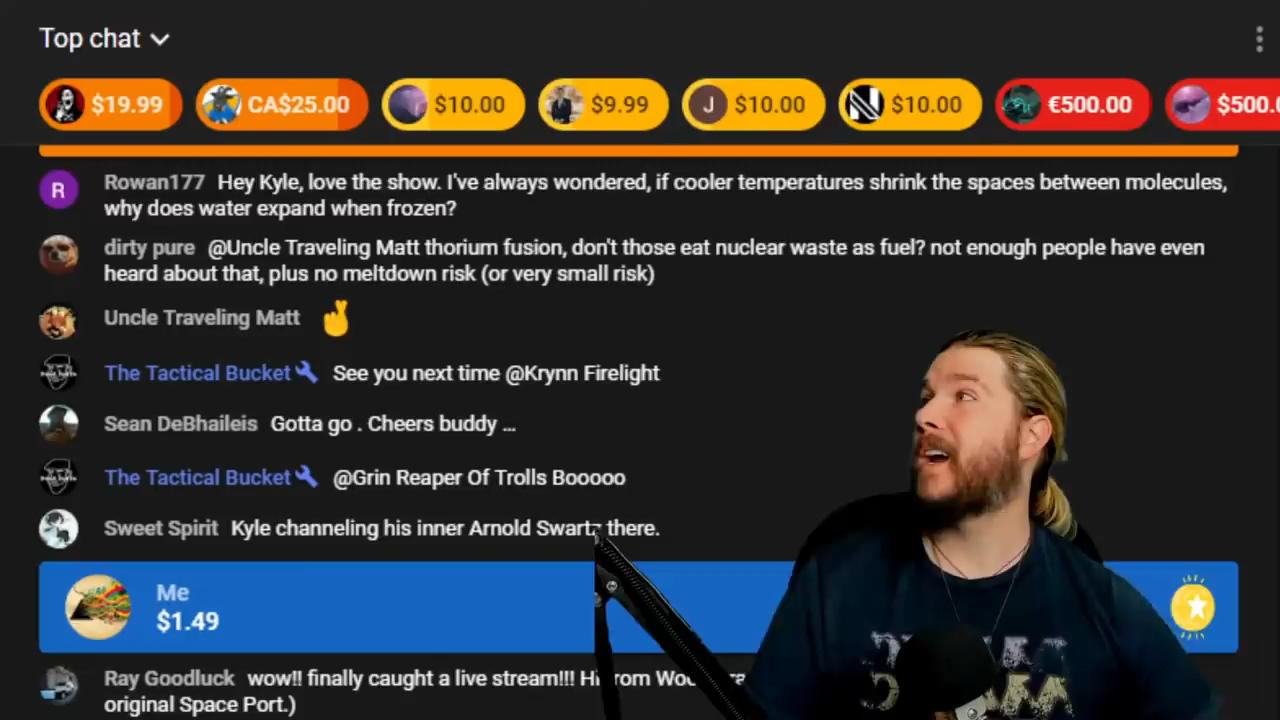 Top chat
$19.99 CA$25.00 $10.00 $9.99 J $10.00 $10.00 €500.00
R Rowan177 Hey Kyle, love the show. I've always wondered, if cooler temperatures shrink the spaces between molecules,
why does water expand when frozen?
dirty pure @Uncle Traveling Matt thorium fusion, don't those eat nuclear waste as fuel? not enough people have even
heard about that, plus no meltdown risk (or very small risk)
Uncle Traveling Matt
The Tactical Bucket See you next time @Krynn Firelight
Sean DeBhaileis Gotta go . Cheers buddy ...
The Tactical Bucket @Grin Reaper Of Trolls Booooo
Sweet Spirit Kyle channeling his inner Arnold Swartz there.
Me
$1.49
Ray Goodluck wow!! finally caught a live stream!!!
original Space Port.)